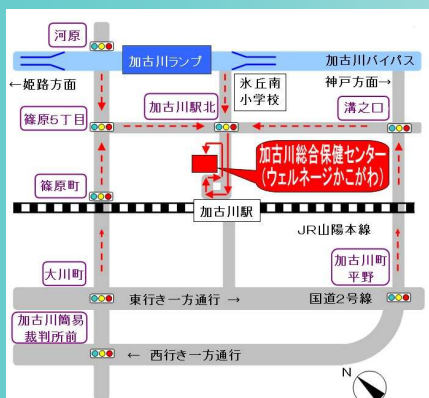 河原
加古川ランプ
加古川バイパス
←姫路方面
氷丘南
小学校
神戸方面→
篠原5丁目
加古川駅北
溝之口
加古川総合保健センター
(ウェルネージかこがわ)
篠原町
加古川駅
JR山陽本線
大川町
加古川町
平野
東行き一方通行 →
国道2号線
加古川簡易
裁判所前
← 西行き一方通行
N